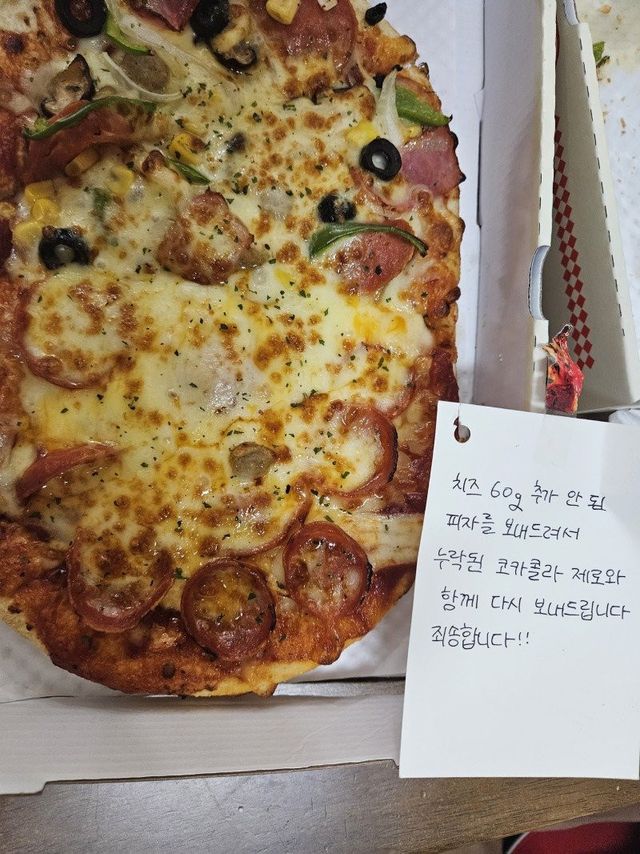 치즈 60g 추가 안 된
피자를 보내드려서
누락된 코카콜라 제로와
함께 다시 보내드립니다
죄송합니다!!